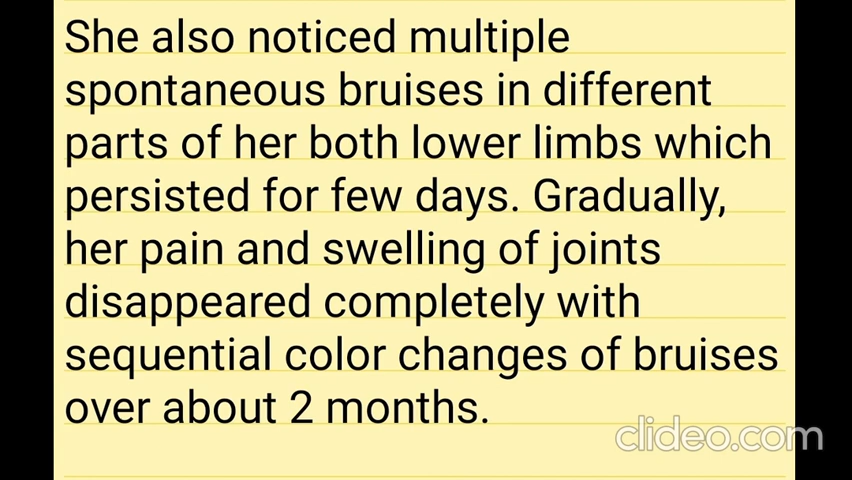 She also noticed multiple
spontaneous bruises in different
parts of her both lower limbs which
persisted for few days. Gradually,
her pain and swelling of joints
disappeared completely with
sequential color changes of bruises
over about 2 months.
clideo.com